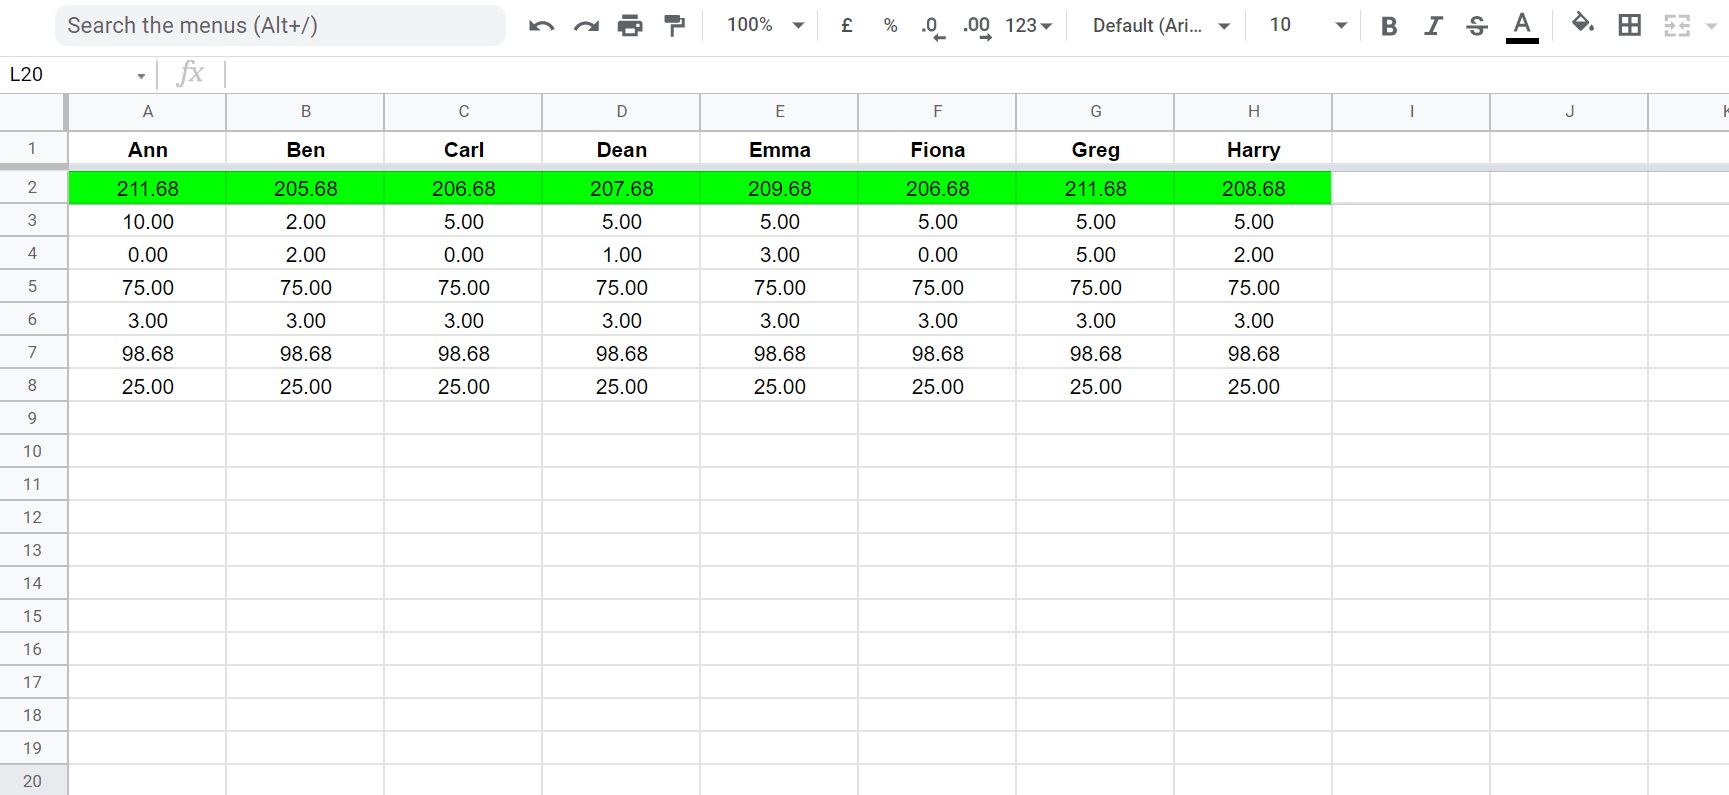 Search the menus (Alt+/) 100% £ % .0 .00 123 Default (Ari... 10 B I S A
L20 fx
A B C D E F G H I J K
1 Ann Ben Carl Dean Emma Fiona Greg Harry
2 211.68 205.68 206.68 207.68 209.68 206.68 211.68 208.68
3 10.00 2.00 5.00 5.00 5.00 5.00 5.00 5.00
4 0.00 2.00 0.00 1.00 3.00 0.00 5.00 2.00
5 75.00 75.00 75.00 75.00 75.00 75.00 75.00 75.00
6 3.00 3.00 3.00 3.00 3.00 3.00 3.00 3.00
7 98.68 98.68 98.68 98.68 98.68 98.68 98.68 98.68
8 25.00 25.00 25.00 25.00 25.00 25.00 25.00 25.00
9
10
11
12
13
14
15
16
17
18
19
20